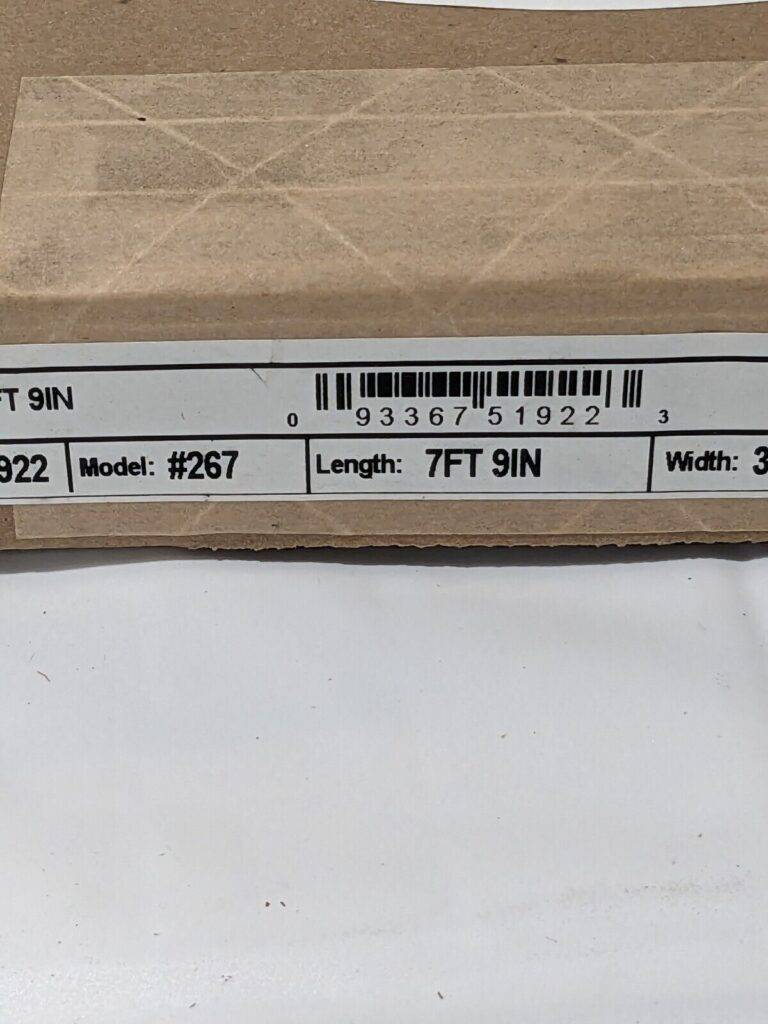 FT 9IN
0 93367 51922 3
922 Model: #267 Length: 7FT 9IN Width: 3